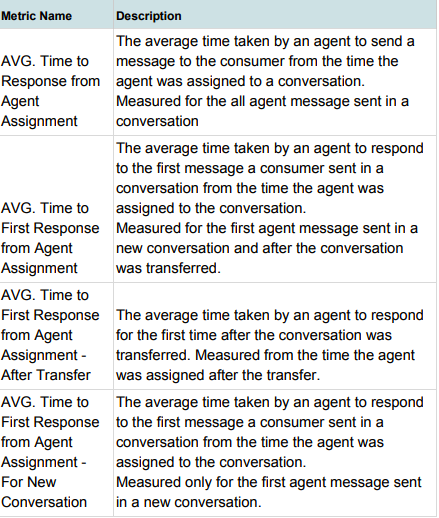 Metric Name
Description
AVG. Time to
Response from
Agent
Assignment
The average time taken by an agent to send a
message to the consumer from the time the
agent was assigned to a conversation.
Measured for the all agent message sent in a
conversation
AVG. Time to
First Response
from Agent
Assignment
The average time taken by an agent to respond
to the first message a consumer sent in a
conversation from the time the agent was
assigned to the conversation.
Measured for the first agent message sent in a
new conversation and after the conversation
was transferred.
AVG. Time to
First Response
from Agent
Assignment -
After Transfer
The average time taken by an agent to respond
for the first time after the conversation was
transferred. Measured from the time the agent
was assigned after the transfer.
AVG. Time to
First Response
from Agent
Assignment -
For New
Conversation
The average time taken by an agent to respond
to the first message a consumer sent in a
conversation from the time the agent was
assigned to the conversation.
Measured only for the first agent message sent
in a new conversation.